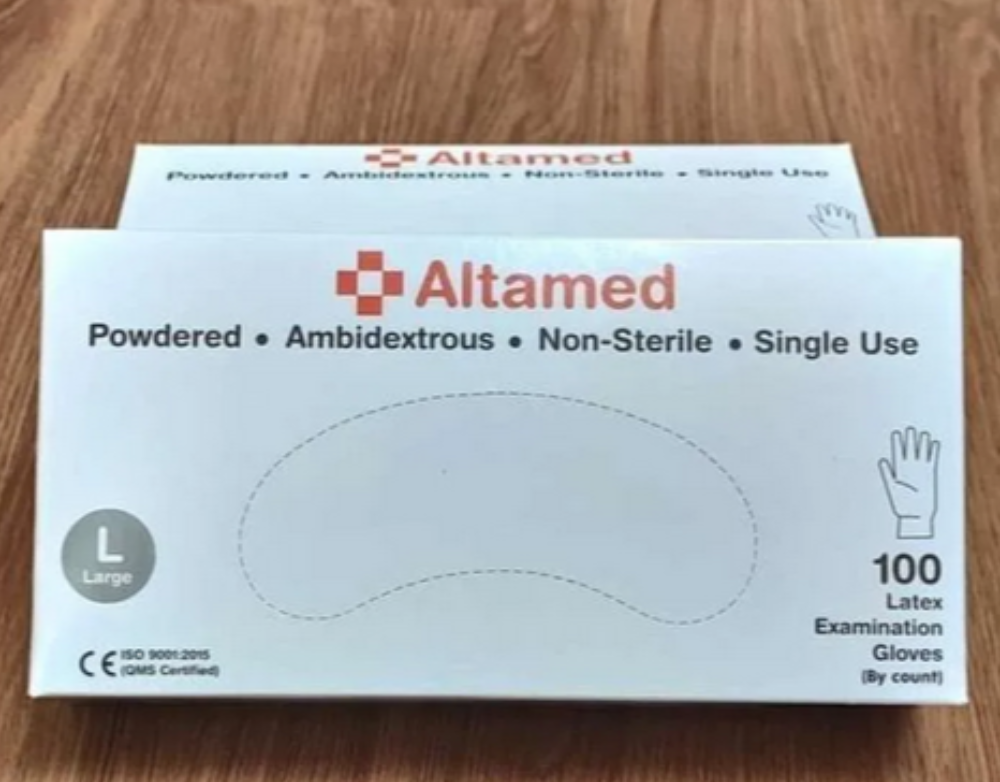 Altamed
Powdered • Ambidextrous • Non-Sterile • Single Use
Altamed
Powdered • Ambidextrous • Non-Sterile • Single Use
L
Large
100
Latex
Examination
Gloves
(By count)
CE ISO 9001:2015
(QMS Certified)